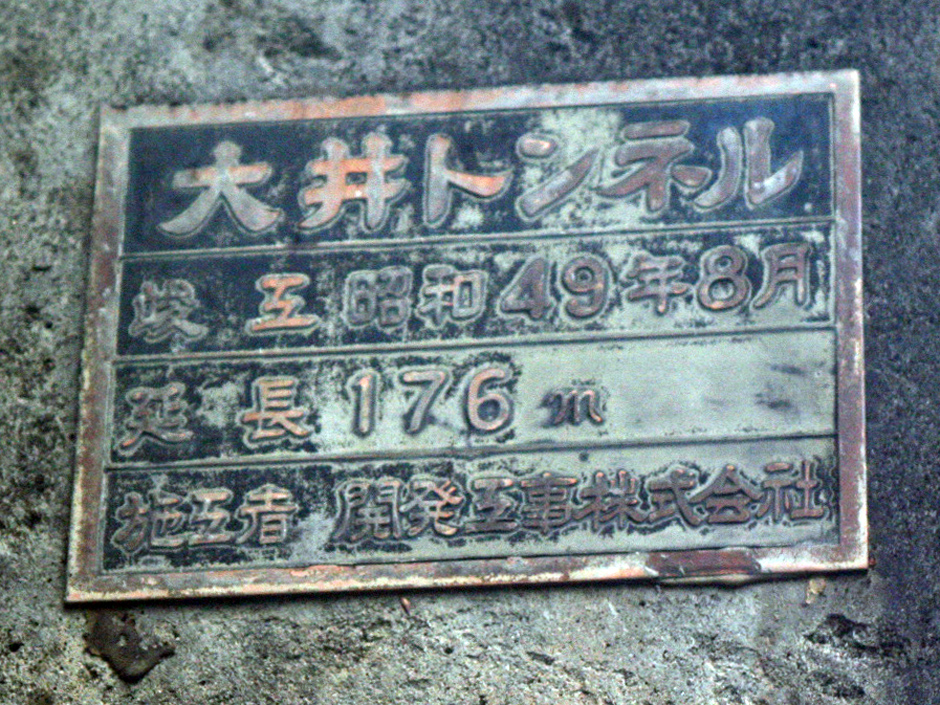 大井トンネル
竣工 昭和49年8月
延長 176m
施工者 開発工事株式会社